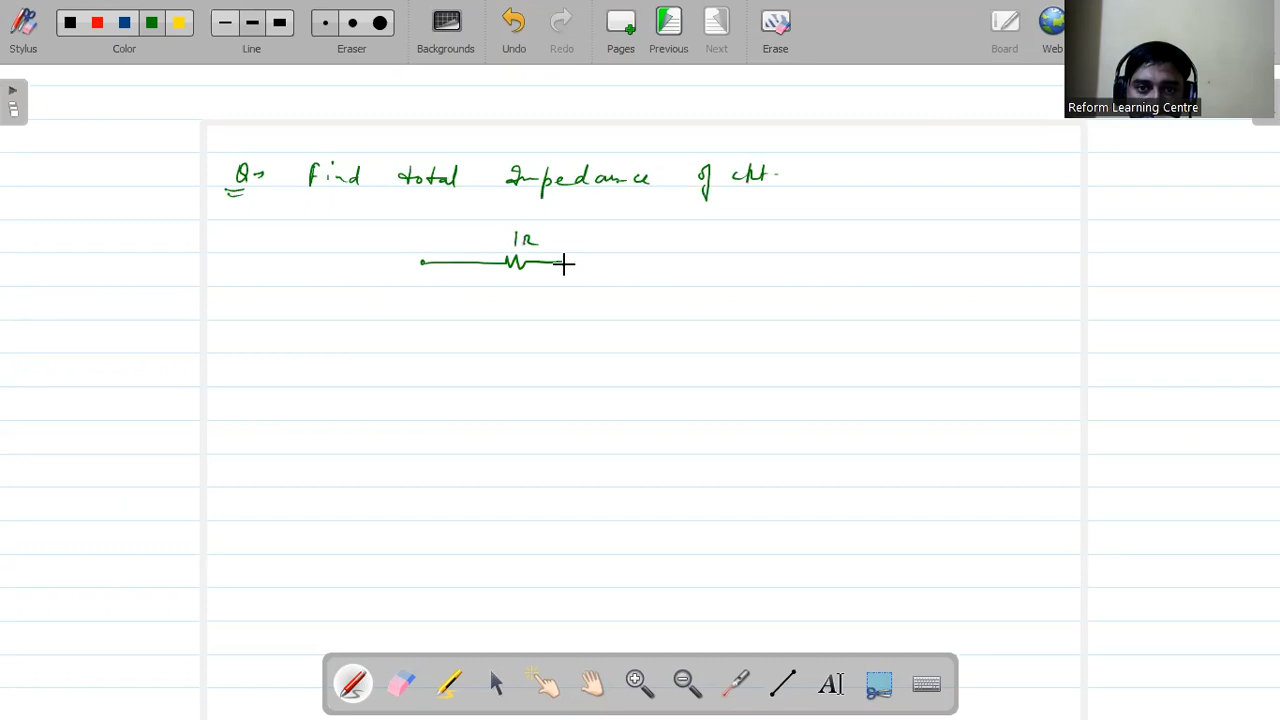 Stylus Color Line Eraser Backgrounds Undo Redo Pages Previous Next Erase Board Web
Reform Learning Centre
Q→ Find total Impedance of ckt.
1Ω